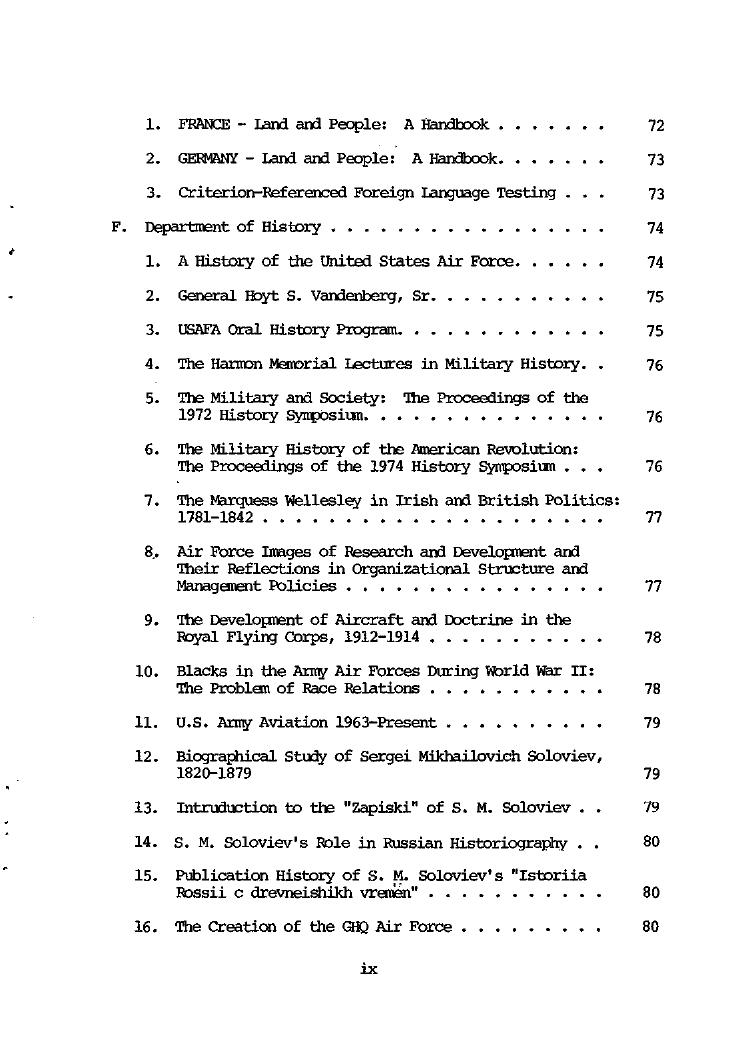 1. FRANCE - Land and People: A Handbook . . . . . . . 72
2. GERMANY - Land and People: A Handbook. . . . . . . 73
3. Criterion-Referenced Foreign Language Testing . . . 73
F. Department of History . . . . . . . . . . . . . . . . . 74
1. A History of the United States Air Force. . . . . . 74
2. General Hoyt S. Vandenberg, Sr. . . . . . . . . . . 75
3. USAFA Oral History Program. . . . . . . . . . . . . 75
4. The Harmon Memorial Lectures in Military History. . 76
5. The Military and Society: The Proceedings of the
1972 History Symposium. . . . . . . . . . . . . . . 76
6. The Military History of the American Revolution:
The Proceedings of the 1974 History Symposium . . . 76
7. The Marquess Wellesley in Irish and British Politics:
1781-1842 . . . . . . . . . . . . . . . . . . . . . 77
8. Air Force Images of Research and Development and
Their Reflections in Organizational Structure and
Management Policies . . . . . . . . . . . . . . . . 77
9. The Development of Aircraft and Doctrine in the
Royal Flying Corps, 1912-1914 . . . . . . . . . . . 78
10. Blacks in the Army Air Forces During World War II:
The Problem of Race Relations . . . . . . . . . . . 78
11. U.S. Army Aviation 1963-Present . . . . . . . . . . 79
12. Biographical Study of Sergei Mikhailovich Soloviev,
1820-1879 79
13. Intruduction to the "Zapiski" of S. M. Soloviev . . 79
14. S. M. Soloviev's Role in Russian Historiography . . 80
15. Publication History of S. M. Soloviev's "Istoriia
Rossii c drevneishikh vremën" . . . . . . . . . . . 80
16. The Creation of the GHQ Air Force . . . . . . . . . 80
ix